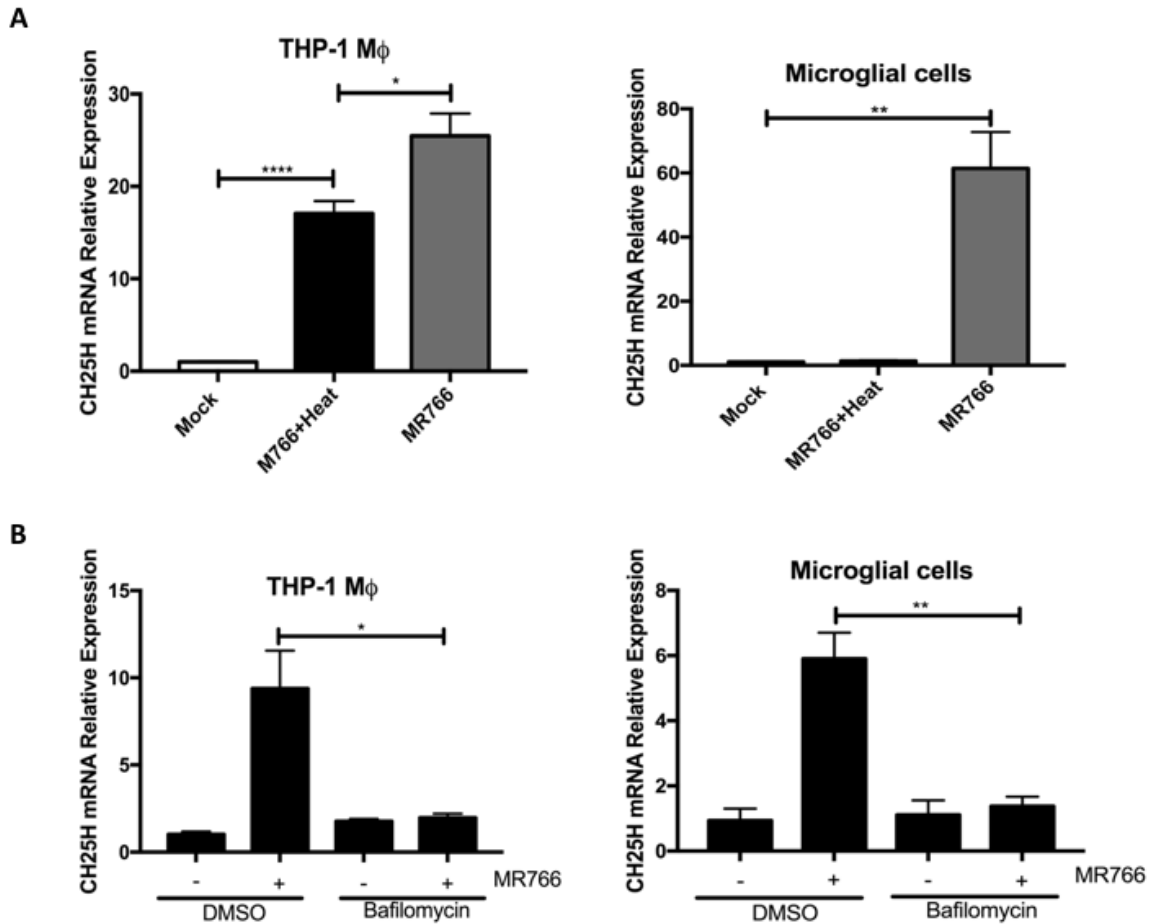 A
THP-1 Mϕ
CH25H mRNA Relative Expression
30
20
10
0
****
*
Mock
M766+Heat
MR766
Microglial cells
CH25H mRNA Relative Expression
80
60
40
20
0
**
Mock
MR766+Heat
MR766
B
THP-1 Mϕ
CH25H mRNA Relative Expression
15
10
5
0
*
- + - + MR766
DMSO Bafilomycin
Microglial cells
CH25H mRNA Relative Expression
8
6
4
2
0
**
- + - + MR766
DMSO Bafilomycin